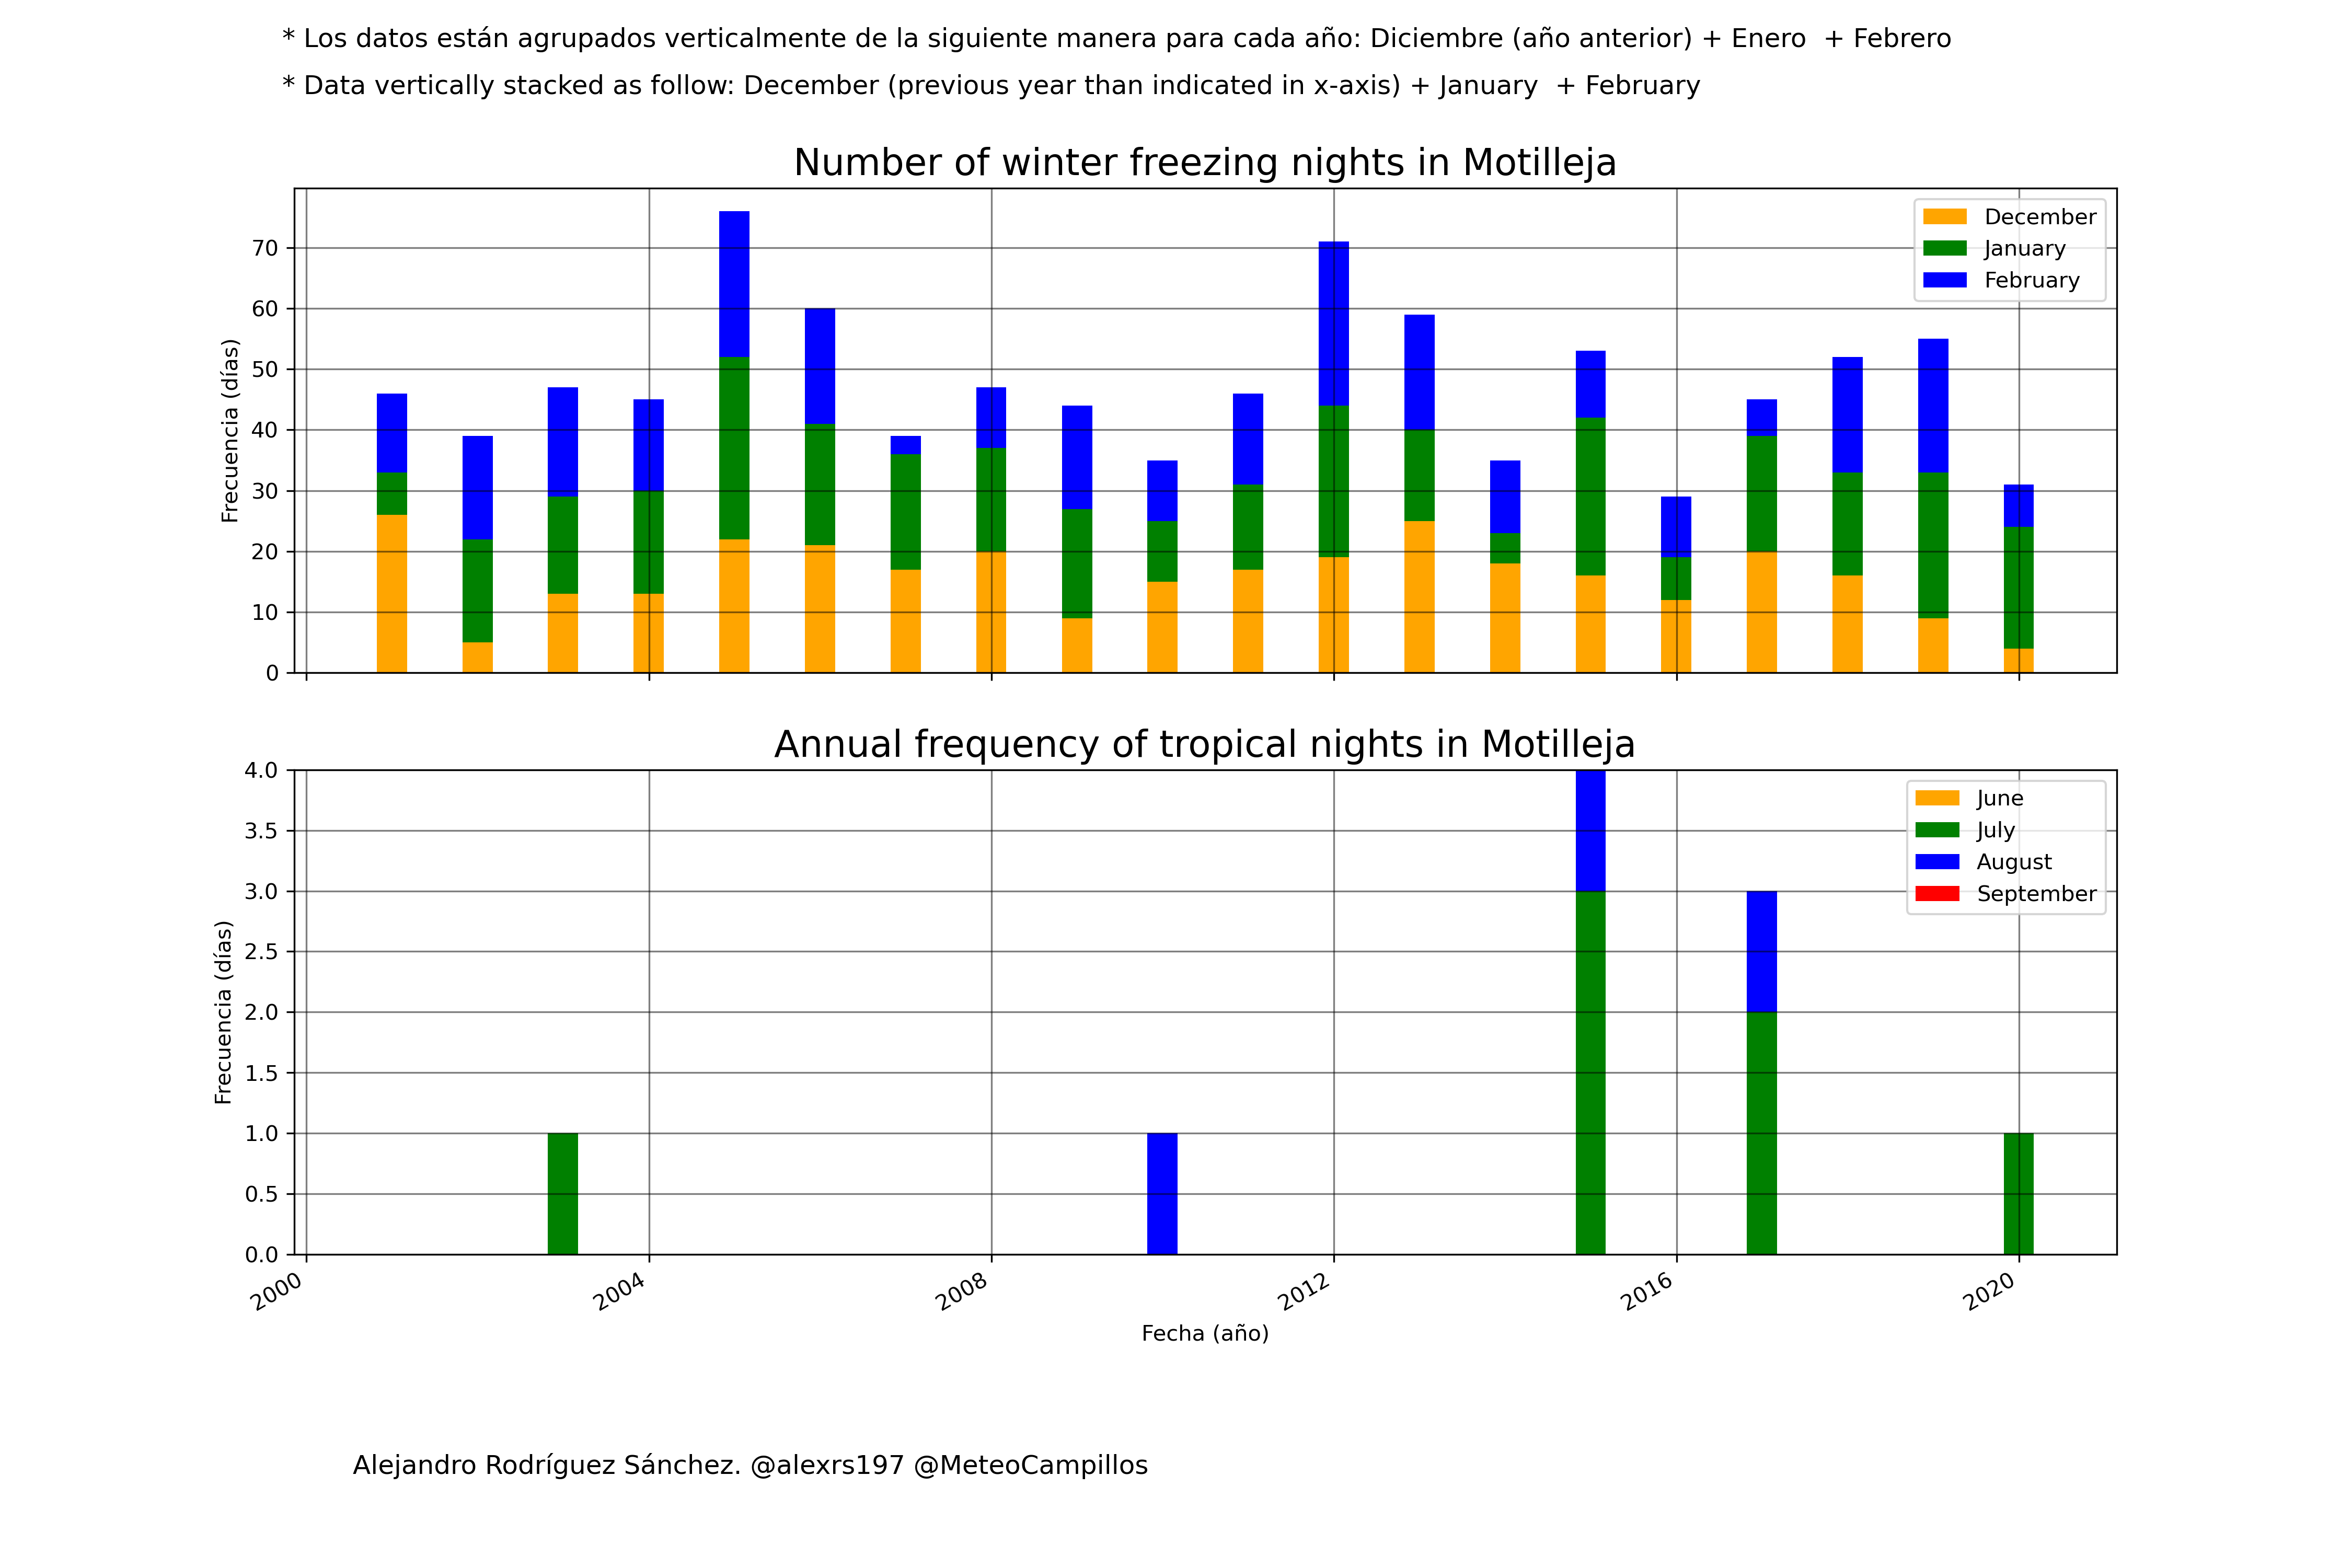 * Los datos están agrupados verticalmente de la siguiente manera para cada año: Diciembre (año anterior) + Enero  + Febrero
* Data vertically stacked as follow: December (previous year than indicated in x-axis) + January  + February
Number of winter freezing nights in Motilleja
Frecuencia (días)
70
60
50
40
30
20
10
0
December
January
February
Annual frequency of tropical nights in Motilleja
Frecuencia (días)
4.0
3.5
3.0
2.5
2.0
1.5
1.0
0.5
0.0
June
July
August
September
2000
2004
2008
2012
2016
2020
Fecha (año)
Alejandro Rodríguez Sánchez. @alexrs197 @MeteoCampillos